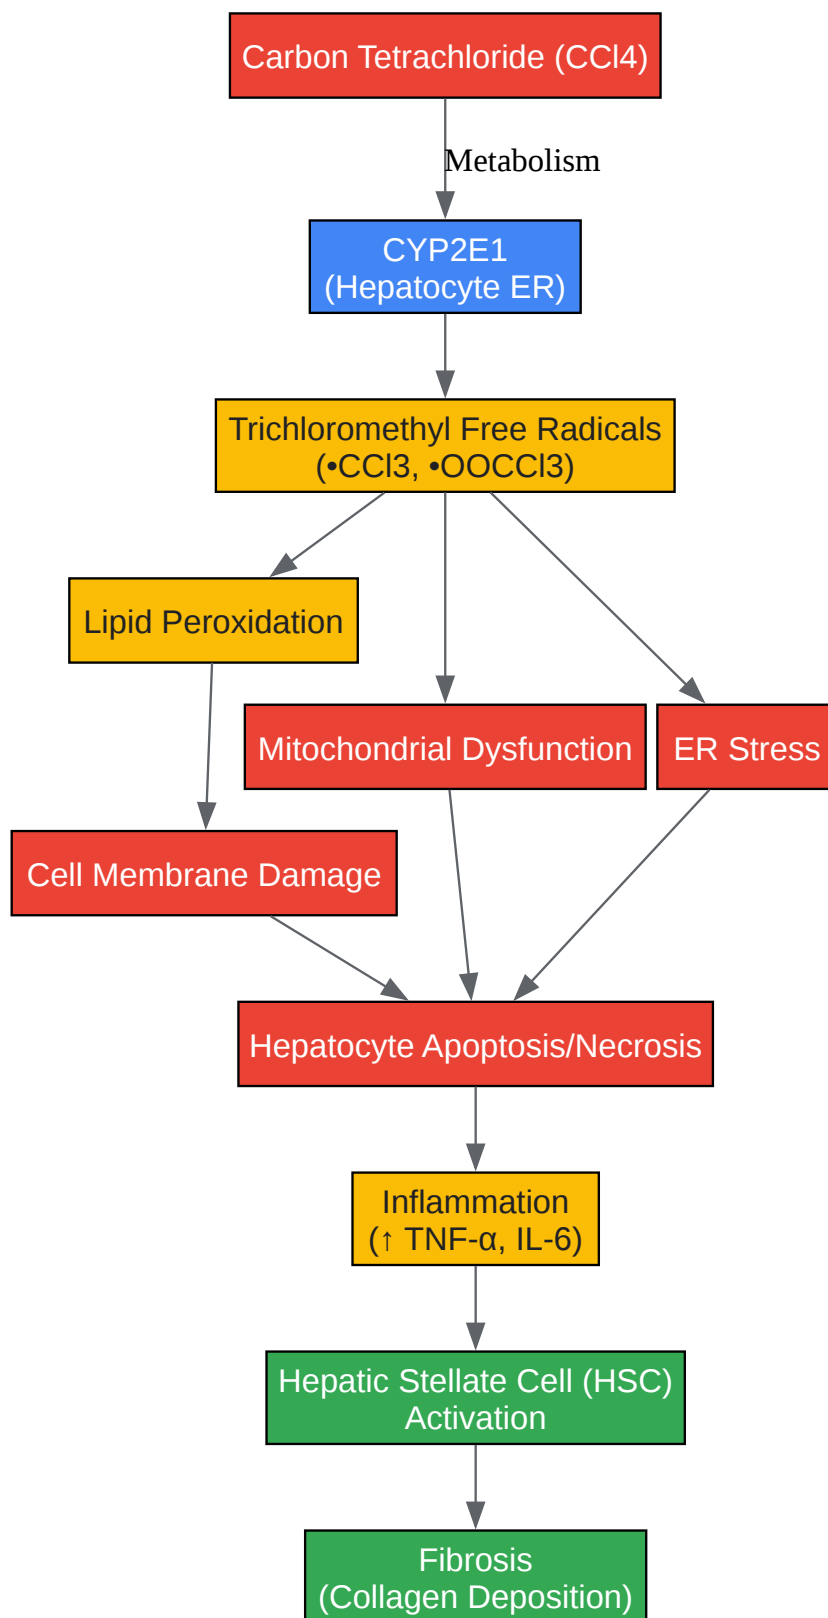 Carbon Tetrachloride (CCl4)
Metabolism
CYP2E1
(Hepatocyte ER)
Trichloromethyl Free Radicals
(•CCl3, •OOCCl3)
Lipid Peroxidation
Mitochondrial Dysfunction
ER Stress
Cell Membrane Damage
Hepatocyte Apoptosis/Necrosis
Inflammation
(↑ TNF-α, IL-6)
Hepatic Stellate Cell (HSC)
Activation
Fibrosis
(Collagen Deposition)